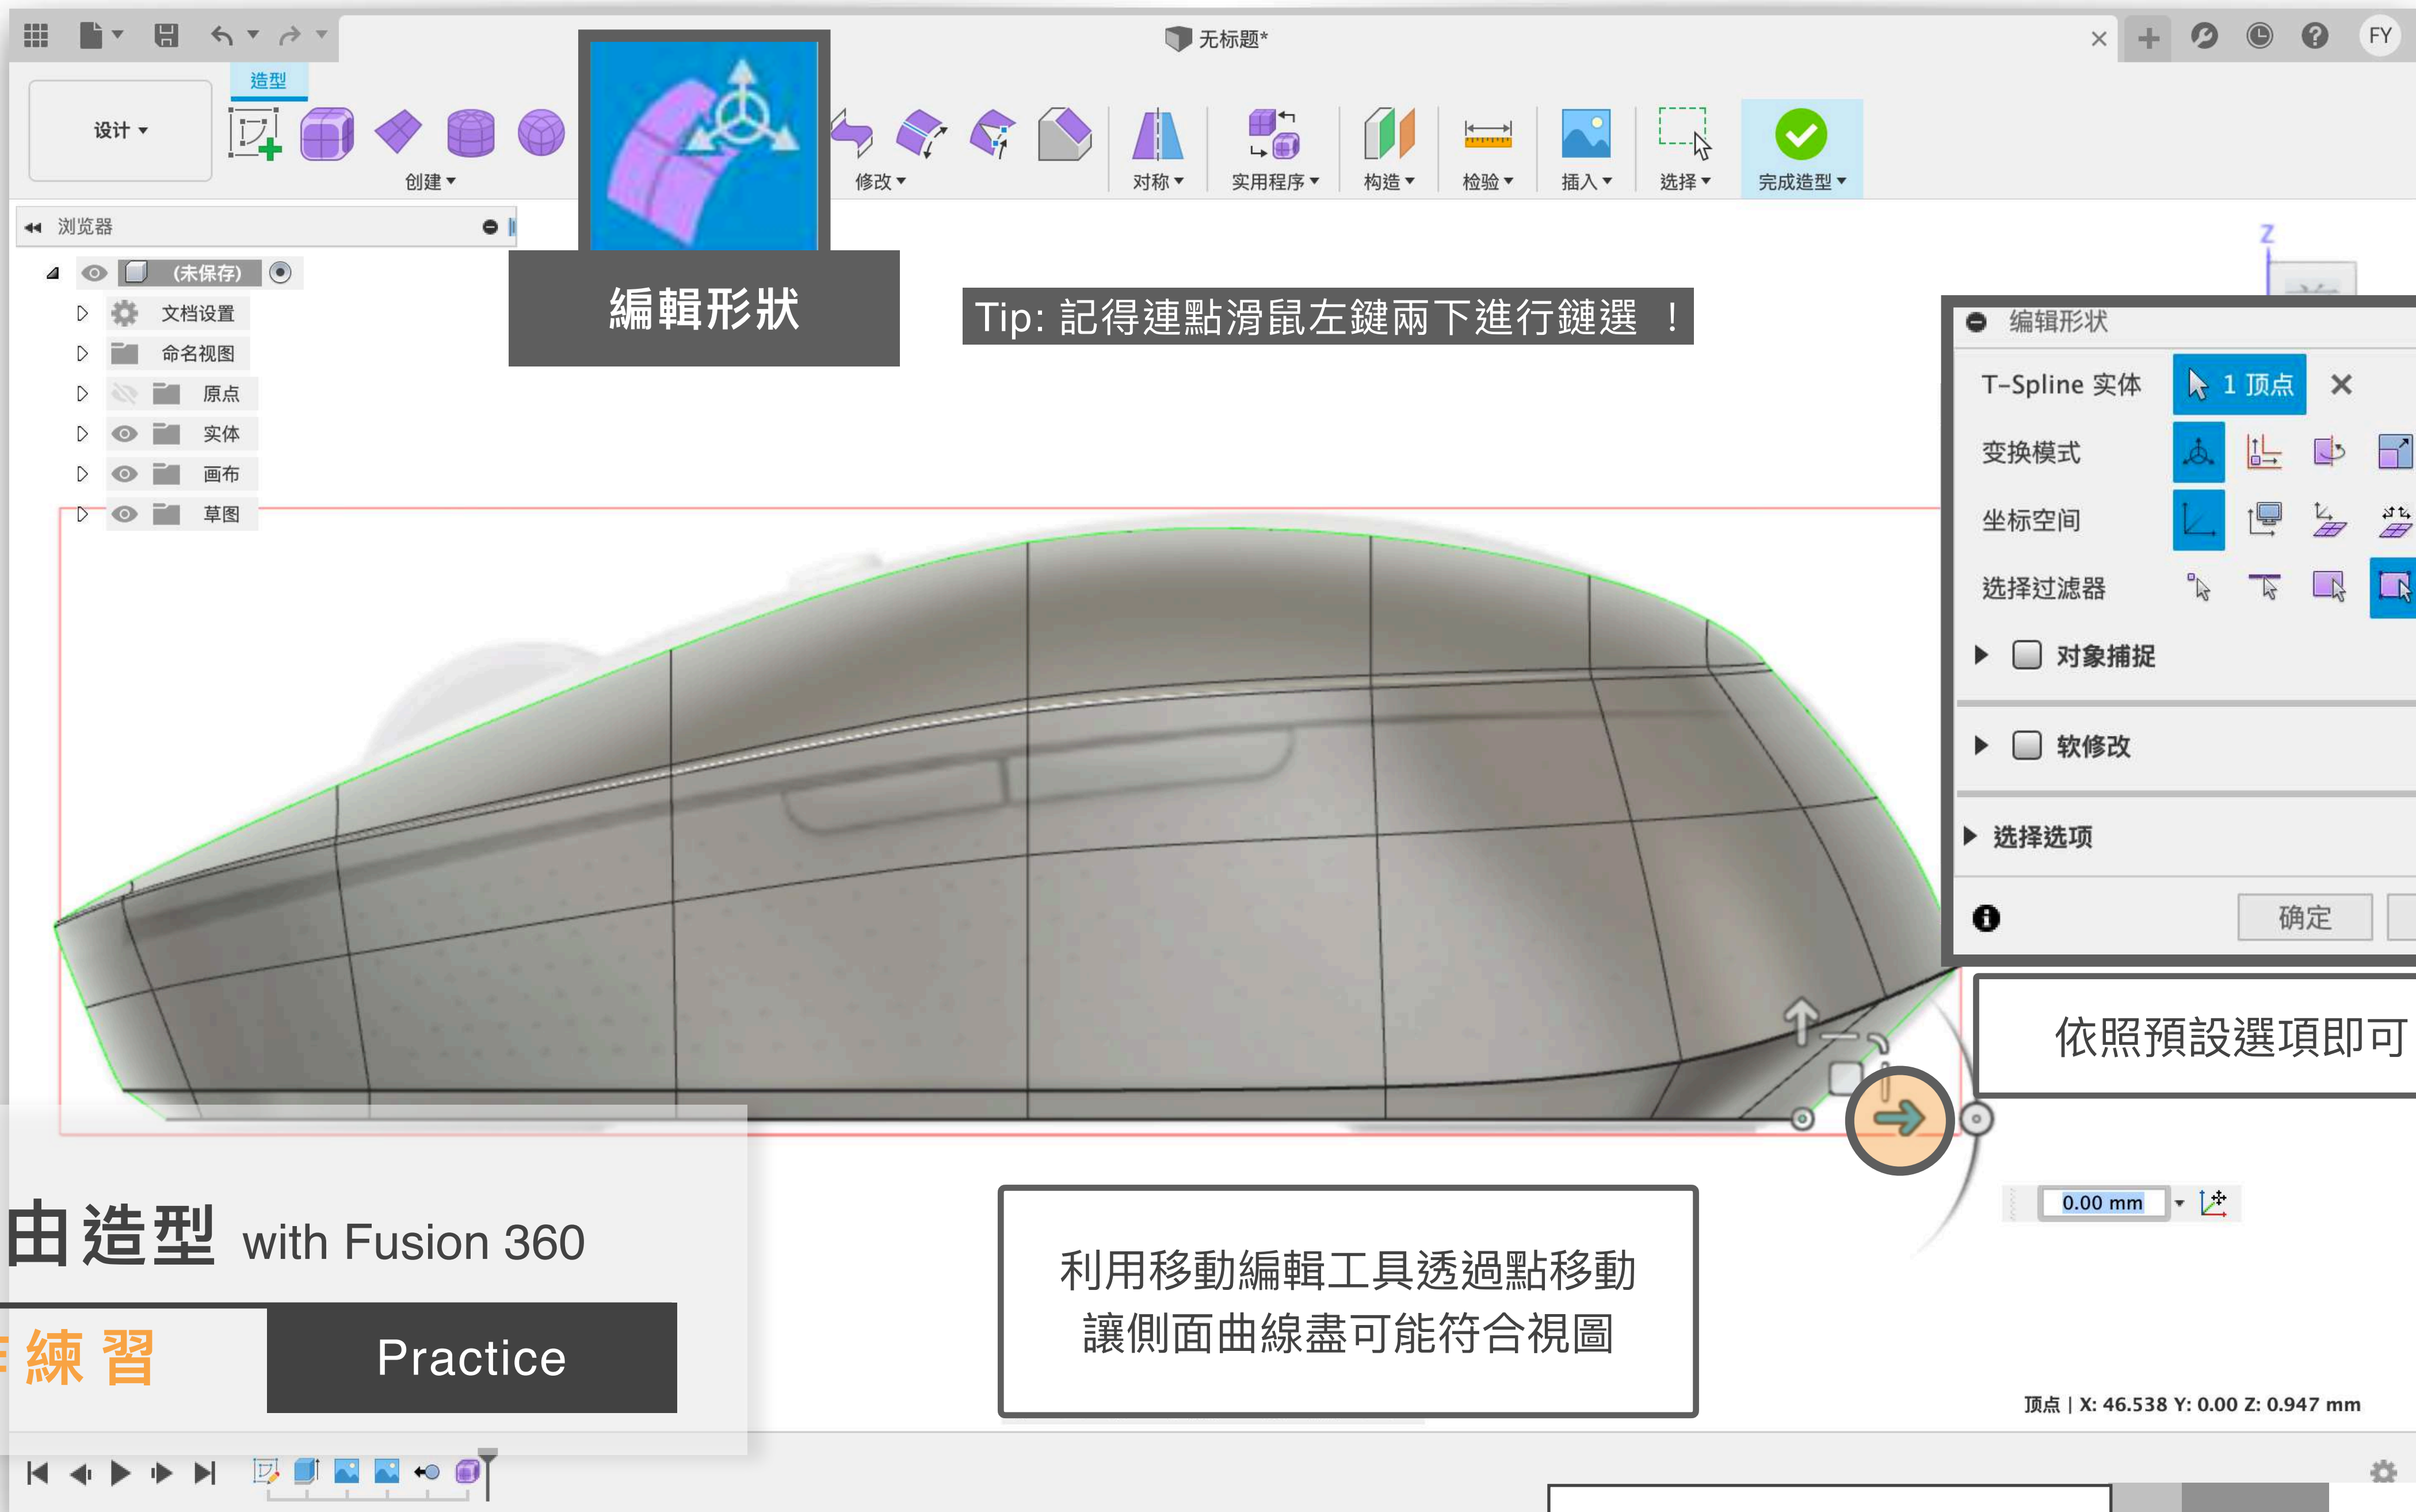 无标题*
FY
造型
设计
创建
修改
对称
实用程序
构造
检验
插入
选择
完成造型
浏览器
(未保存)
文档设置
命名视图
原点
实体
画布
草图
編輯形狀
Tip: 記得連點滑鼠左鍵兩下進行鏈選 ！
Z
编辑形状
T-Spline 实体
1 顶点
变换模式
坐标空间
选择过滤器
对象捕捉
软修改
选择选项
确定
依照預設選項即可
0.00 mm
由造型 with Fusion 360
練習
Practice
利用移動編輯工具透過點移動
讓側面曲線盡可能符合視圖
顶点 | X: 46.538 Y: 0.00 Z: 0.947 mm